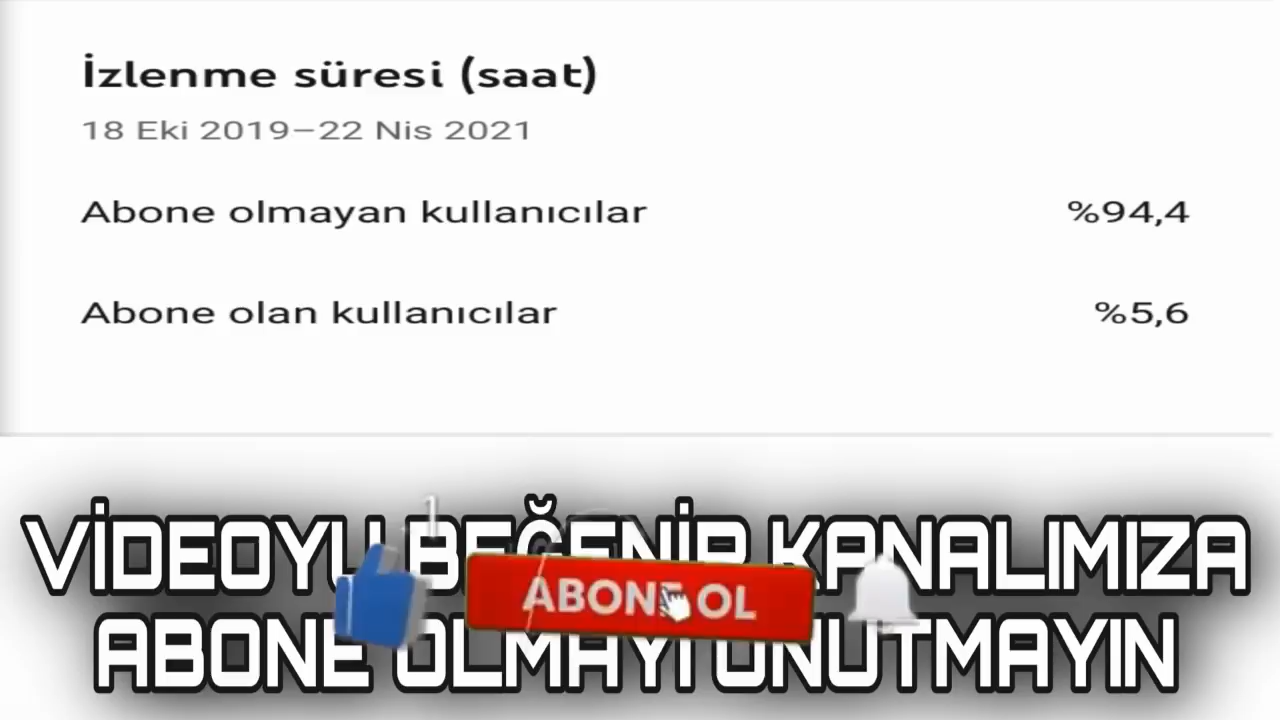 İzlenme süresi (saat)
18 Eki 2019–22 Nis 2021
Abone olmayan kullanıcılar %94,4
Abone olan kullanıcılar %5,6
VİDEOYU BEĞENİP KANALIMIZA
1
ABONE OL
ABONE OLMAYI UNUTMAYIN